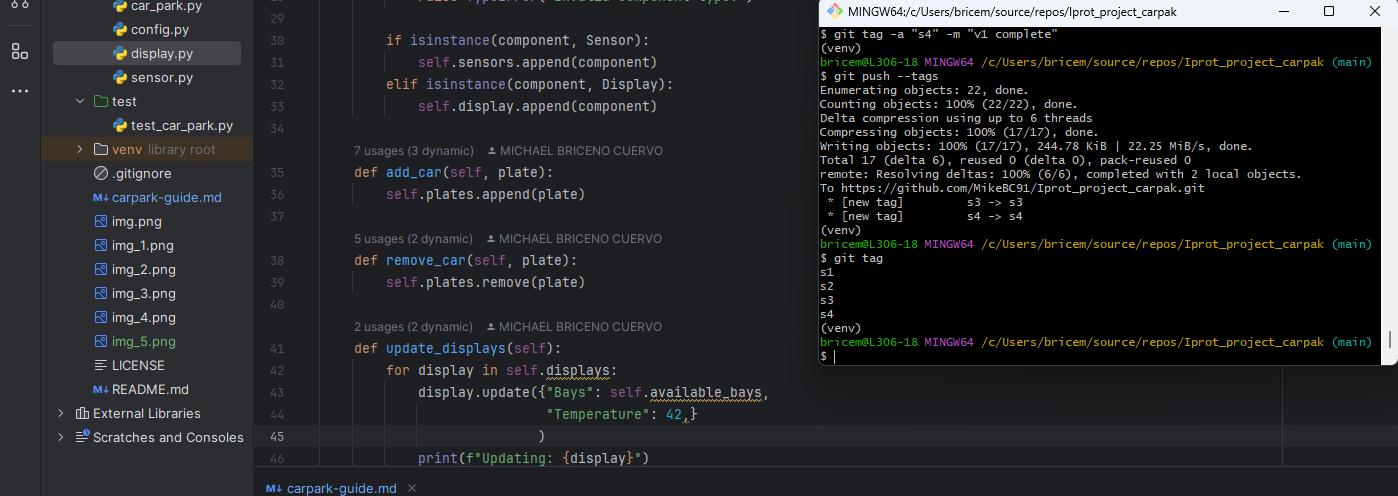 car_park.py
config.py
display.py
sensor.py
test
test_car_park.py
venv library root
.gitignore
carpark-guide.md
img.png
img_1.png
img_2.png
img_3.png
img_4.png
img_5.png
LICENSE
README.md
External Libraries
Scratches and Consoles
29
30 if isinstance(component, Sensor):
31 self.sensors.append(component)
32 elif isinstance(component, Display):
33 self.display.append(component)
34
7 usages (3 dynamic) MICHAEL BRICENO CUERVO
35 def add_car(self, plate):
36 self.plates.append(plate)
37
5 usages (2 dynamic) MICHAEL BRICENO CUERVO
38 def remove_car(self, plate):
39 self.plates.remove(plate)
40
2 usages (2 dynamic) MICHAEL BRICENO CUERVO
41 def update_displays(self):
42 for display in self.displays:
43 display.update({"Bays": self.available_bays,
44 "Temperature": 42,}
45 )
46 print(f"Updating: {display}")
carpark-guide.md
MINGW64:/c/Users/bricem/source/repos/Iprot_project_carpak
$ git tag -a "s4" -m "v1 complete"
(venv)
bricem@L306-18 MINGW64 /c/Users/bricem/source/repos/Iprot_project_carpak (main)
$ git push --tags
Enumerating objects: 22, done.
Counting objects: 100% (22/22), done.
Delta compression using up to 6 threads
Compressing objects: 100% (17/17), done.
Writing objects: 100% (17/17), 244.78 KiB | 22.25 MiB/s, done.
Total 17 (delta 6), reused 0 (delta 0), pack-reused 0
remote: Resolving deltas: 100% (6/6), completed with 2 local objects.
To https://github.com/MikeBC91/Iprot_project_carpak.git
* [new tag] s3 -> s3
* [new tag] s4 -> s4
(venv)
bricem@L306-18 MINGW64 /c/Users/bricem/source/repos/Iprot_project_carpak (main)
$ git tag
s1
s2
s3
s4
(venv)
bricem@L306-18 MINGW64 /c/Users/bricem/source/repos/Iprot_project_carpak (main)
$